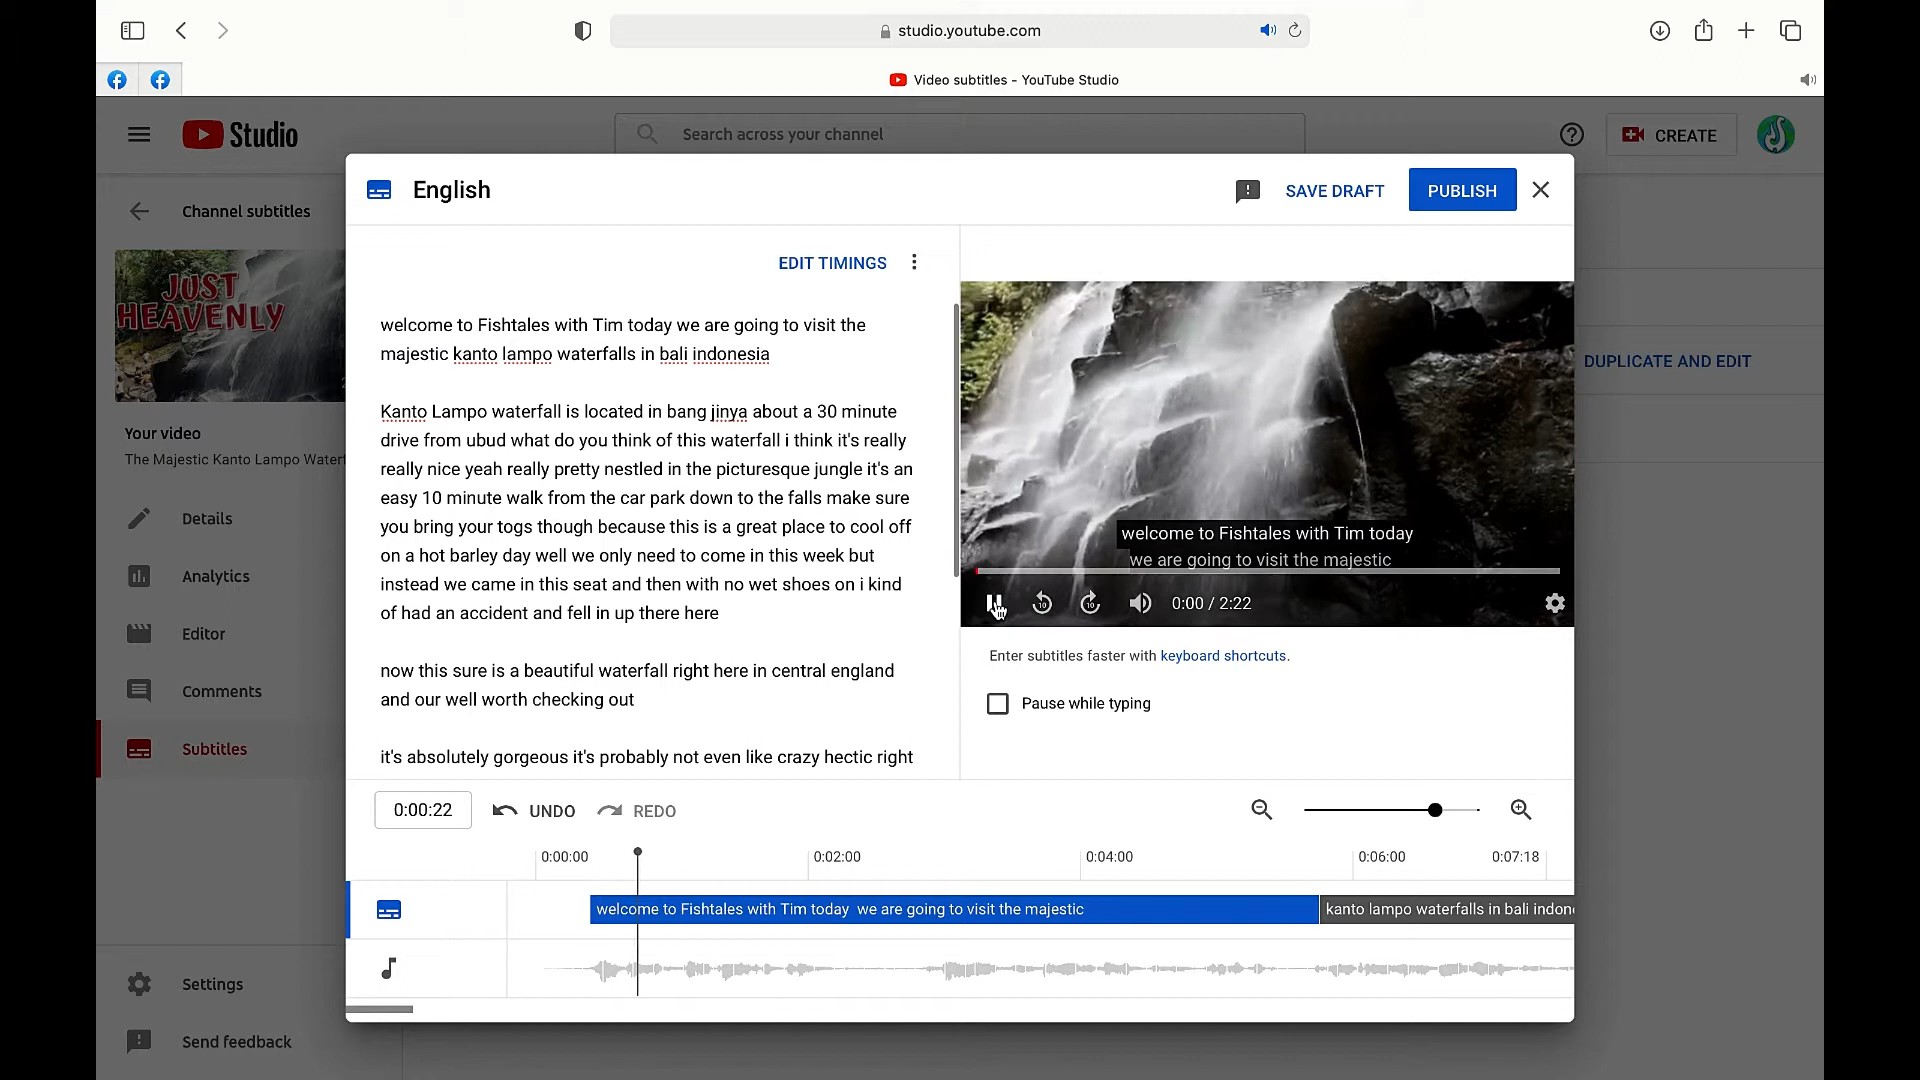 studio.youtube.com
Video subtitles - YouTube Studio
Studio
Search across your channel
CREATE
English
SAVE DRAFT
PUBLISH
Channel subtitles
JUST
HEAVENLY
Your video
The Majestic Kanto Lampo Waterf
Details
Analytics
Editor
Comments
Subtitles
Settings
Send feedback
EDIT TIMINGS
welcome to Fishtales with Tim today we are going to visit the
majestic kanto lampo waterfalls in bali indonesia
Kanto Lampo waterfall is located in bang jinya about a 30 minute
drive from ubud what do you think of this waterfall i think it's really
really nice yeah really pretty nestled in the picturesque jungle it's an
easy 10 minute walk from the car park down to the falls make sure
you bring your togs though because this is a great place to cool off
on a hot barley day well we only need to come in this week but
instead we came in this seat and then with no wet shoes on i kind
of had an accident and fell in up there here
now this sure is a beautiful waterfall right here in central england
and our well worth checking out
it's absolutely gorgeous it's probably not even like crazy hectic right
welcome to Fishtales with Tim today
we are going to visit the majestic
10
10
0:00 / 2:22
Enter subtitles faster with keyboard shortcuts.
Pause while typing
DUPLICATE AND EDIT
0:00:22
UNDO
REDO
0:00:00
0:02:00
0:04:00
0:06:00
0:07:18
welcome to Fishtales with Tim today we are going to visit the majestic
kanto lampo waterfalls in bali indone